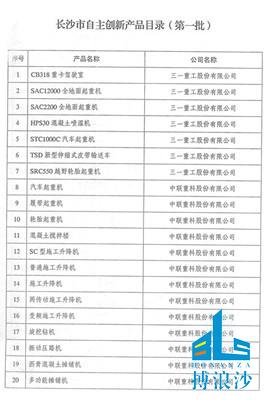 长沙市自主创新产品目录（第一批）
序号 产品名称 公司名称
1 CB318 重卡驾驶室 三一重工股份有限公司
2 SAC12000 全地面起重机 三一重工股份有限公司
3 SAC2200 全地面起重机 三一重工股份有限公司
4 HPS30 混凝土喷湿机 三一重工股份有限公司
5 STC1000C 汽车起重机 三一重工股份有限公司
6 TSD 新型伸缩式皮带输送车 三一重工股份有限公司
7 SRC550 越野轮胎起重机 三一重工股份有限公司
8 汽车起重机 中联重科股份有限公司
9 履带起重机 中联重科股份有限公司
10 轮胎起重机 中联重科股份有限公司
11 混凝土搅拌楼 中联重科股份有限公司
12 SC 型施工升降机 中联重科股份有限公司
13 普通施工升降机 中联重科股份有限公司
14 施工升降机 中联重科股份有限公司
15 两传动施工升降机 中联重科股份有限公司
16 变频施工升降机 中联重科股份有限公司
17 旋挖钻机 中联重科股份有限公司
18 振动压路机 中联重科
19 沥青混凝土摊铺机 中联重科股份有限公司
20 多功能摊铺机 中联重科
博浪沙